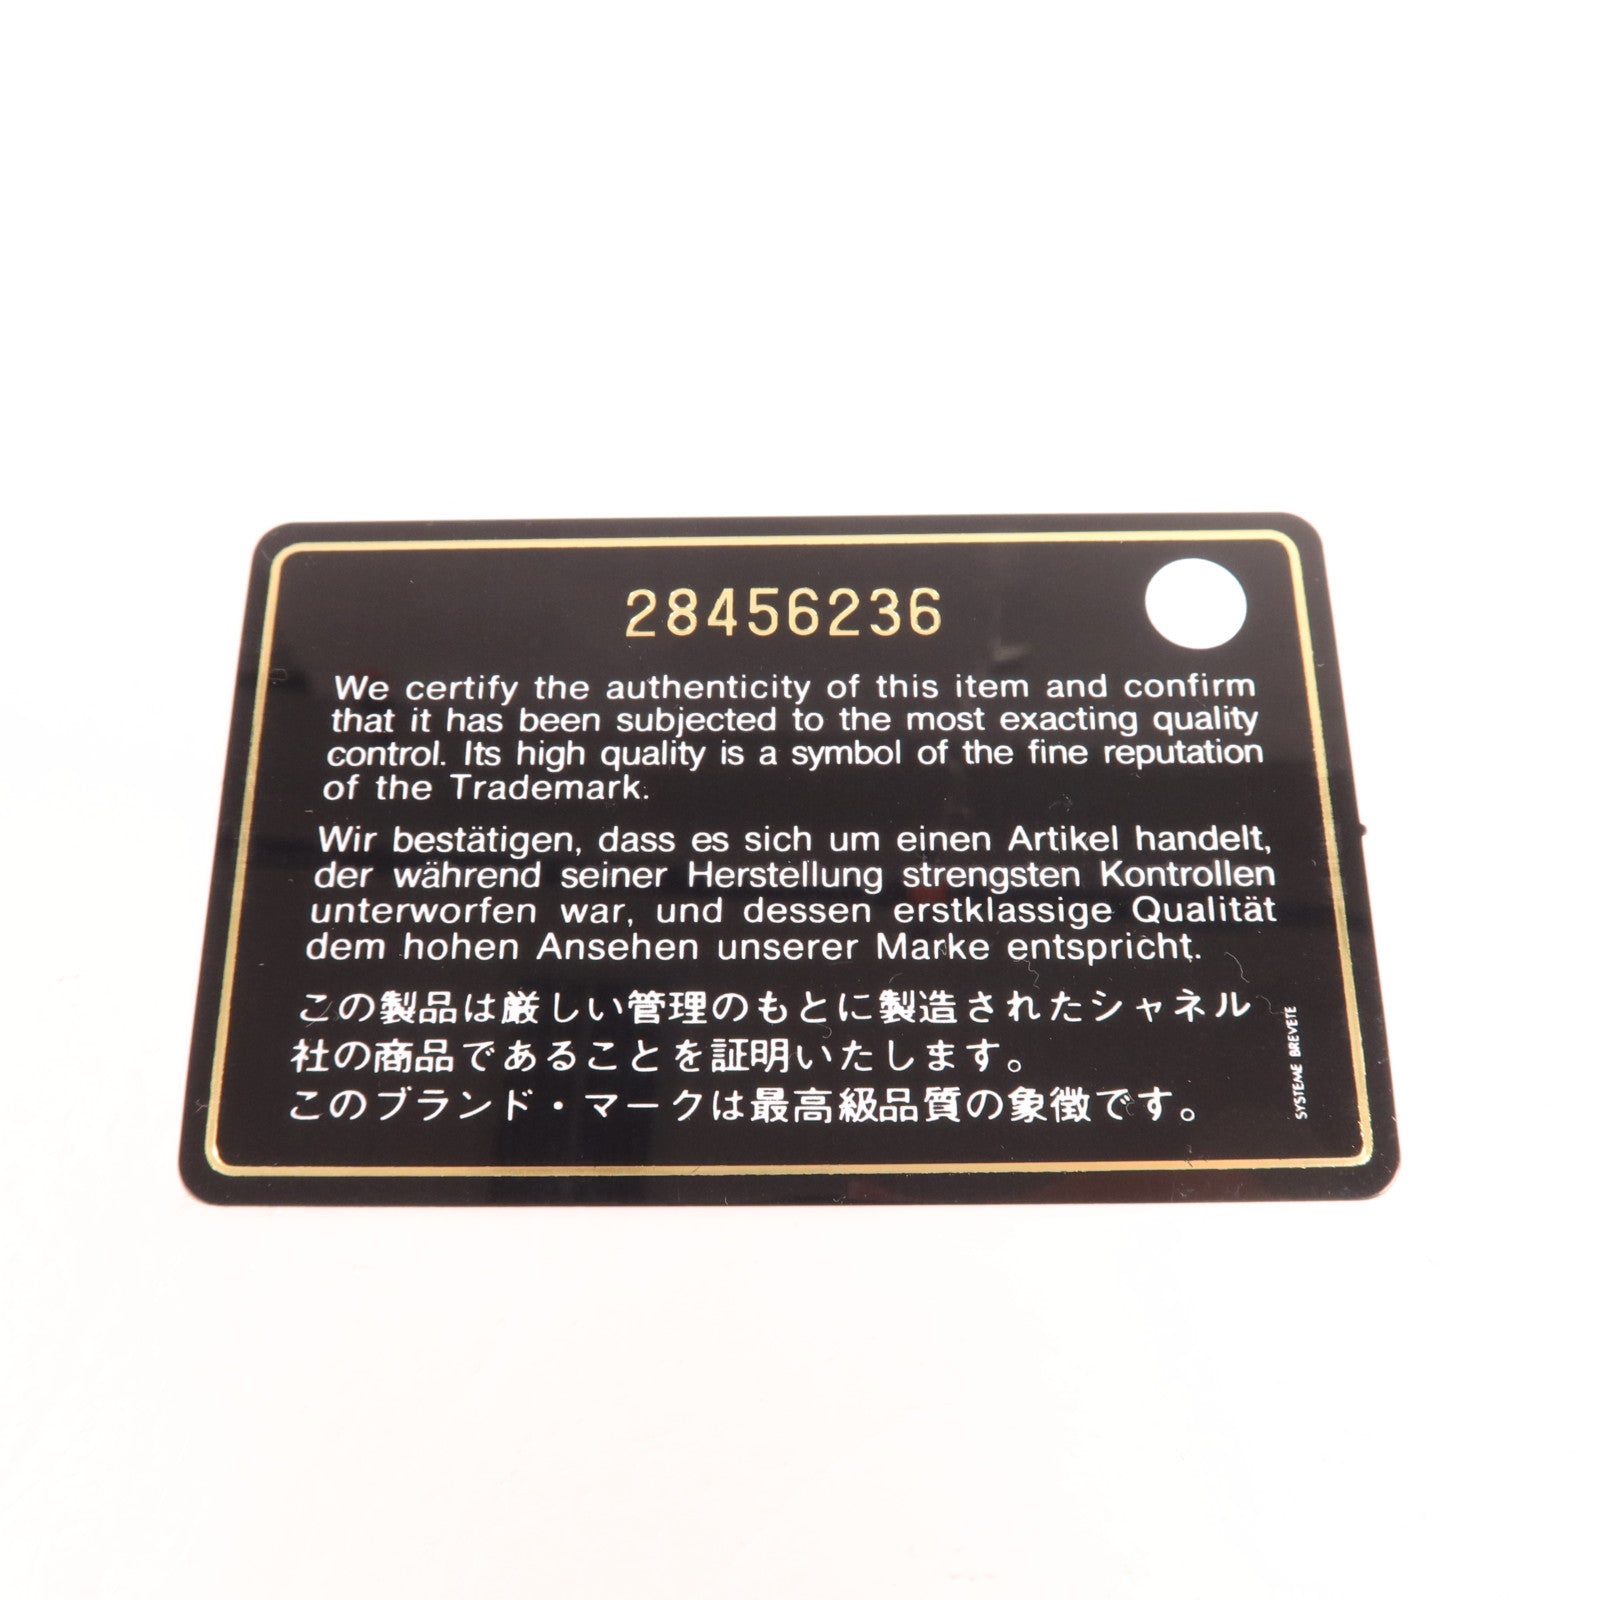 28456236
We certify the authenticity of this item and confirm
that it has been subjected to the most exacting quality
control. Its high quality is a symbol of the fine reputation
of the Trademark.
Wir bestätigen, dass es sich um einen Artikel handelt,
der während seiner Herstellung strengsten Kontrollen
unterworfen war, und dessen erstklassige Qualität
dem hohen Ansehen unserer Marke entspricht.
この製品は厳しい管理のもとに製造されたシャネル
社の商品であることを証明いたします。
このブランド・マークは最高級品質の象徴です。
SYSTEME BREVETE